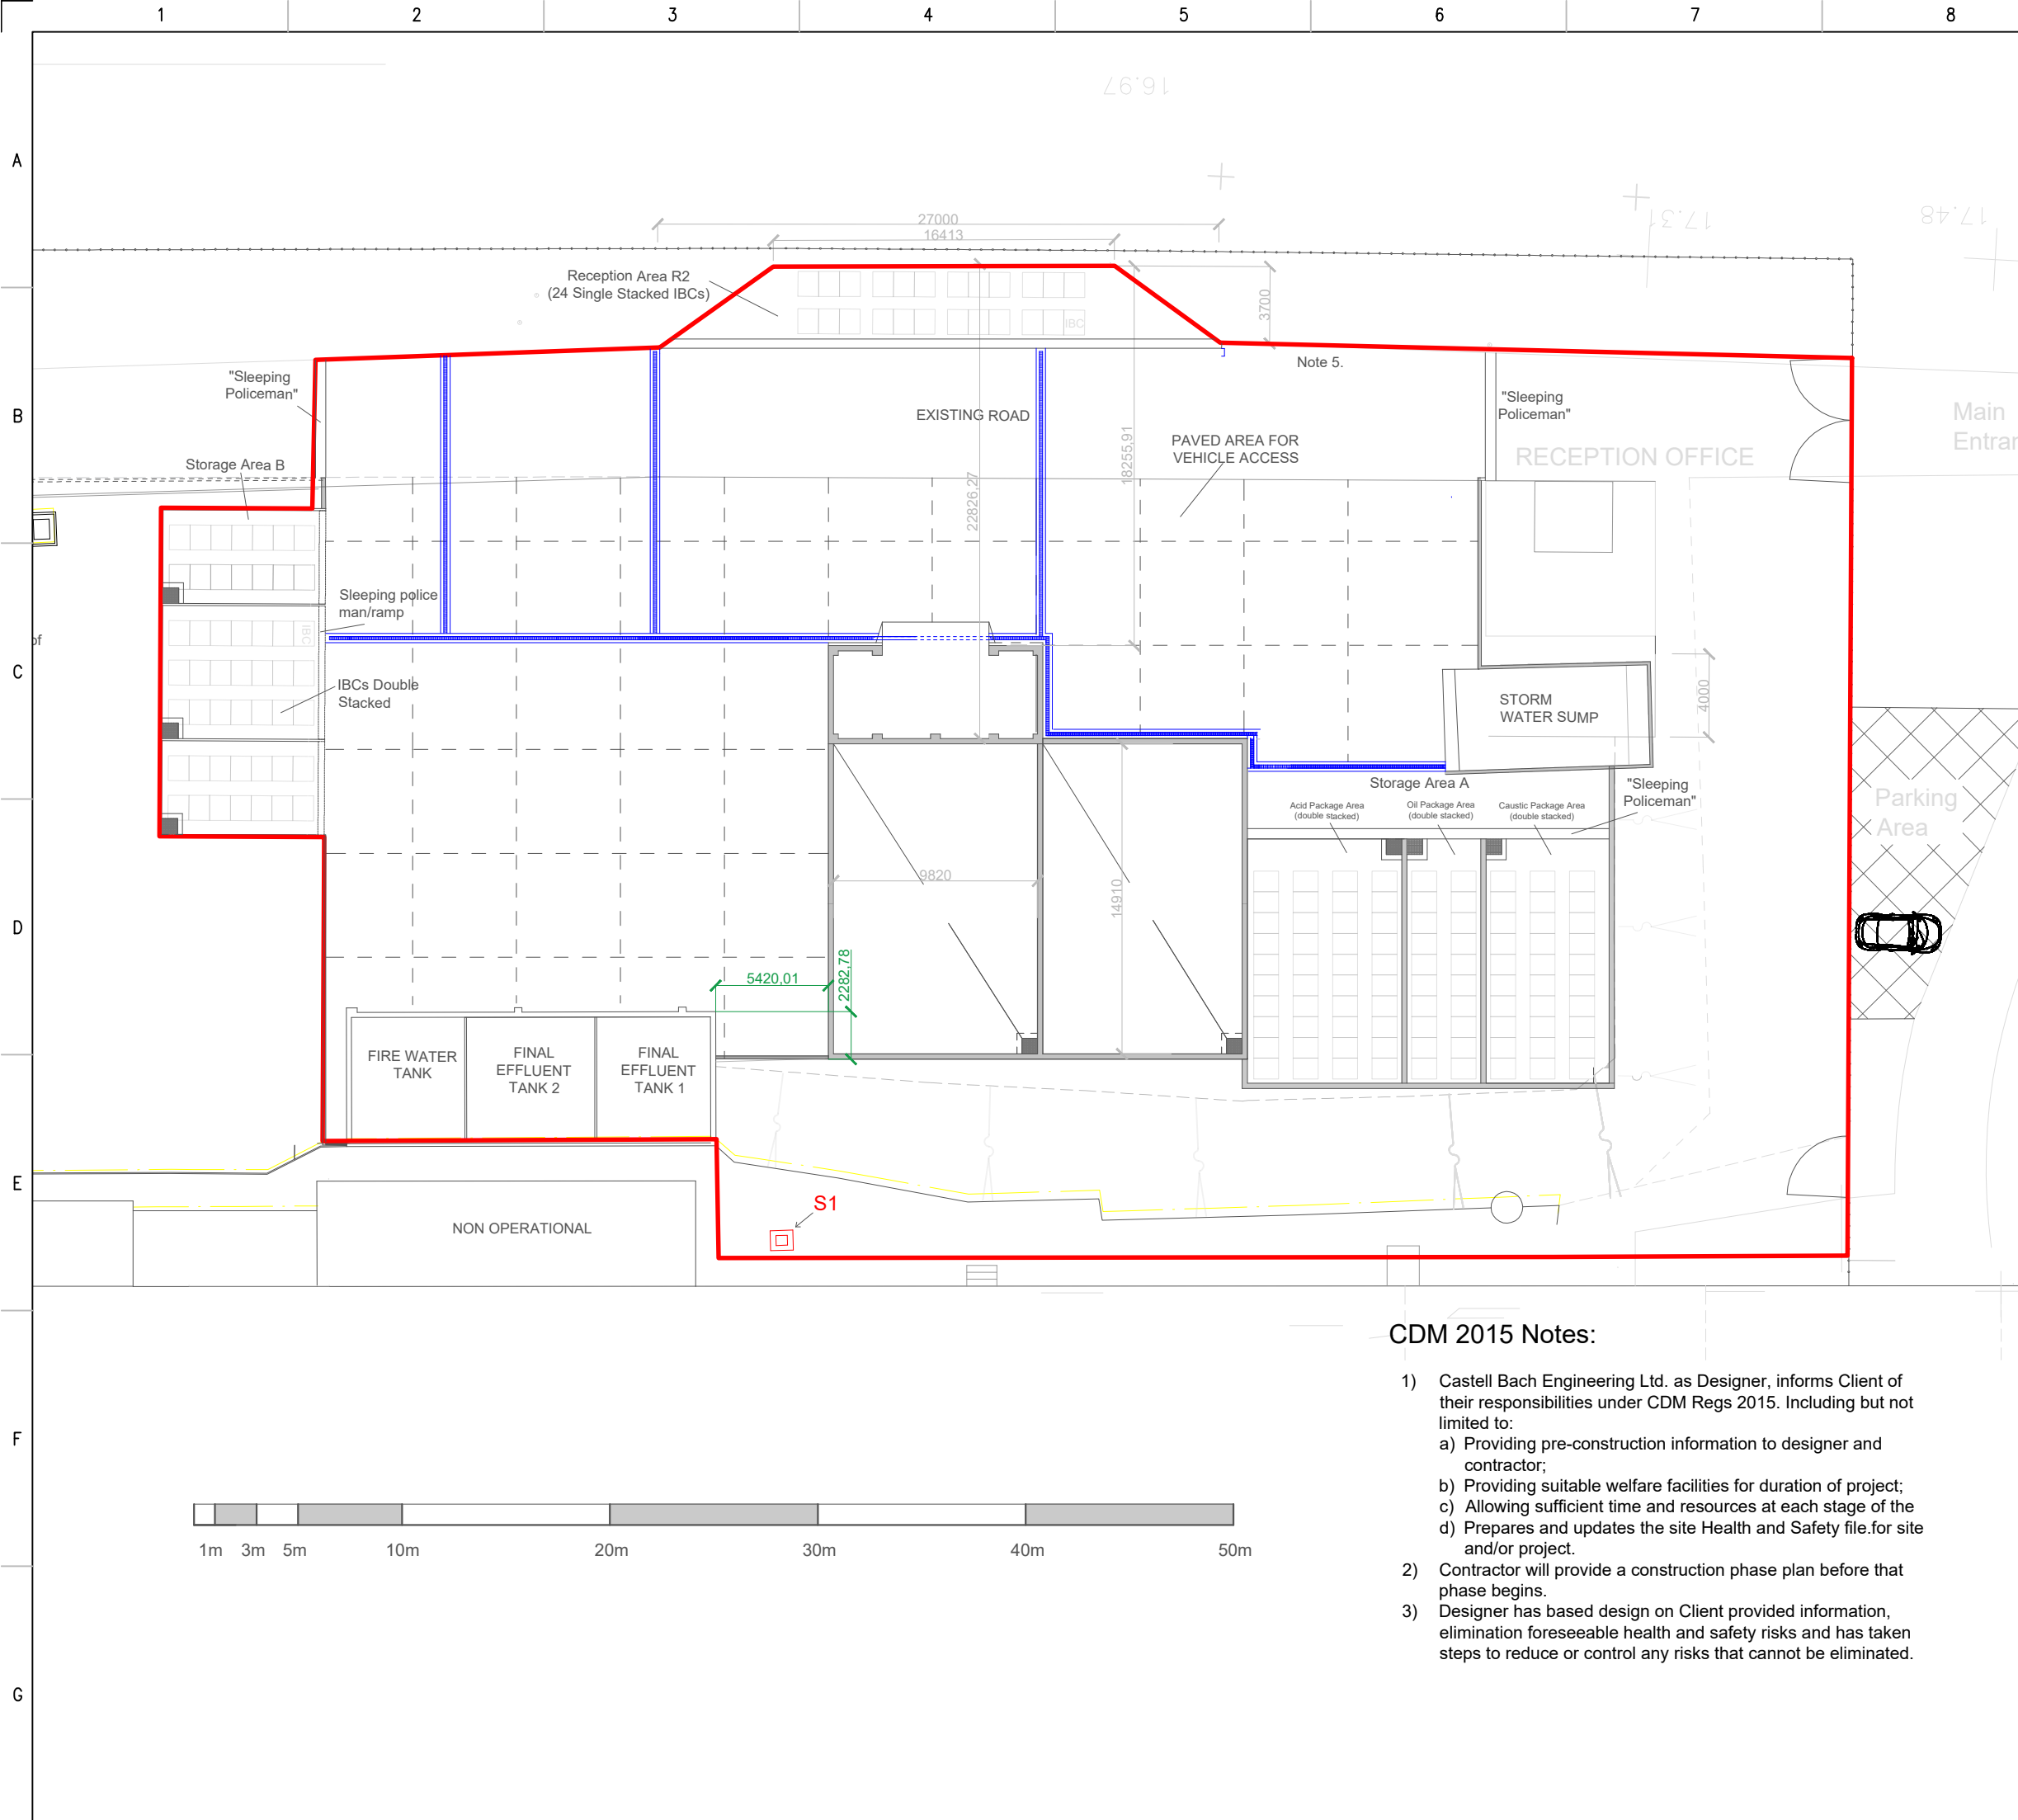 1 2 3 4 5 6 7 8
A
B
C
D
E
F
G
16.97
17.31
17.48
27000
16413
Reception Area R2
(24 Single Stacked IBCs)
IBC
3700
Note 5.
"Sleeping
Policeman"
EXISTING ROAD
"Sleeping
Policeman"
Main
RECEPTION OFFICE
PAVED AREA FOR
VEHICLE ACCESS
18255,91
22826,27
Storage Area B
Sleeping police
man/ramp
IBC
of
IBCs Double
Stacked
STORM
WATER SUMP
4000
Storage Area A
"Sleeping
Policeman"
Acid Package Area
(double stacked)
Oil Package Area
(double stacked)
Caustic Package Area
(double stacked)
Parking
Area
9820
14910
5420,01
2282,78
FIRE WATER
TANK
FINAL
EFFLUENT
TANK 2
FINAL
EFFLUENT
TANK 1
S1
NON OPERATIONAL
CDM 2015 Notes:
1) Castell Bach Engineering Ltd. as Designer, informs Client of
their responsibilities under CDM Regs 2015. Including but not
limited to:
a) Providing pre-construction information to designer and
contractor;
b) Providing suitable welfare facilities for duration of project;
c) Allowing sufficient time and resources at each stage of the
d) Prepares and updates the site Health and Safety file.for site
and/or project.
2) Contractor will provide a construction phase plan before that
phase begins.
3) Designer has based design on Client provided information,
elimination foreseeable health and safety risks and has taken
steps to reduce or control any risks that cannot be eliminated.
1m 3m 5m 10m 20m 30m 40m 50m